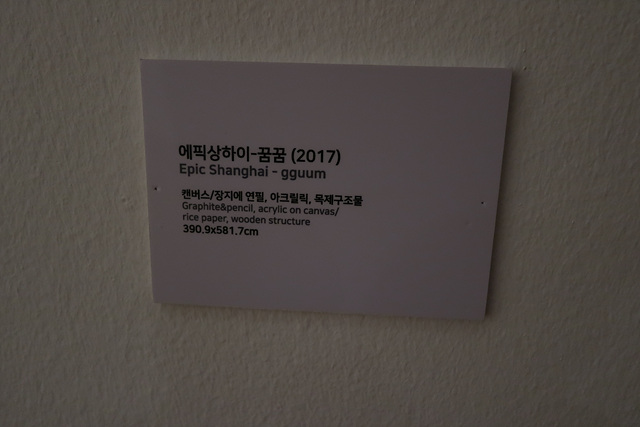 에픽상하이-꿈꿈 (2017)
Epic Shanghai - gguum
캔버스/장지에 연필, 아크릴릭, 목제구조물
Graphite&pencil, acrylic on canvas/
rice paper, wooden structure
390.9x581.7cm